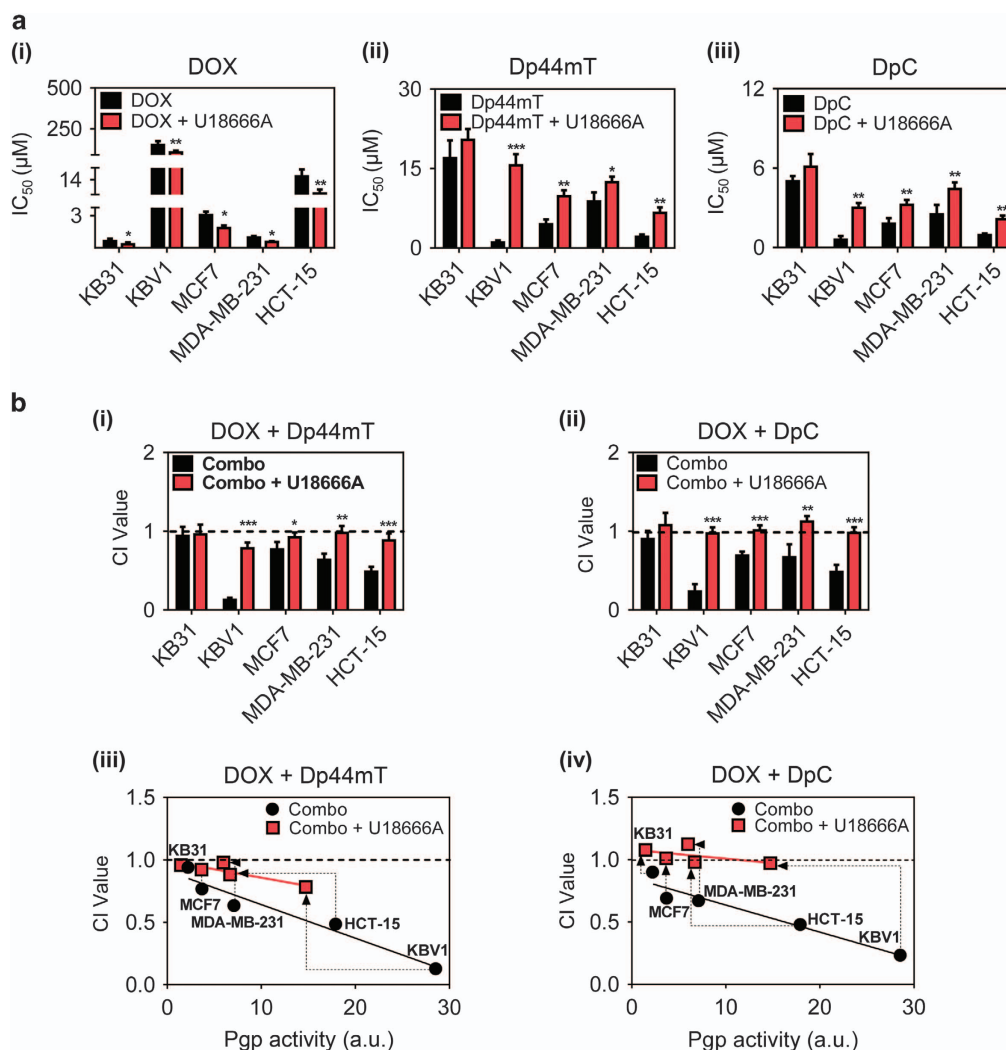 a
(i)
DOX
500
250
14
3
IC50 (μM)
DOX
DOX + U18666A
*
**
*
*
**
KB31
KBV1
MCF7
MDA-MB-231
HCT-15
(ii)
Dp44mT
30
15
0
IC50 (μM)
Dp44mT
Dp44mT + U18666A
***
**
*
**
KB31
KBV1
MCF7
MDA-MB-231
HCT-15
(iii)
DpC
12
6
0
IC50 (μM)
DpC
DpC + U18666A
**
**
**
**
KB31
KBV1
MCF7
MDA-MB-231
HCT-15
b
(i)
DOX + Dp44mT
2
1
0
CI Value
Combo
Combo + U18666A
***
*
**
***
KB31
KBV1
MCF7
MDA-MB-231
HCT-15
(ii)
DOX + DpC
2
1
0
CI Value
Combo
Combo + U18666A
***
***
**
***
KB31
KBV1
MCF7
MDA-MB-231
HCT-15
(iii)
DOX + Dp44mT
1.5
1.0
0.5
0.0
CI Value
Combo
Combo + U18666A
KB31
MCF7
MDA-MB-231
HCT-15
KBV1
0 10 20 30
Pgp activity (a.u.)
(iv)
DOX + DpC
1.5
1.0
0.5
0.0
CI Value
Combo
Combo + U18666A
KB31
MCF7
MDA-MB-231
HCT-15
KBV1
0 10 20 30
Pgp activity (a.u.)